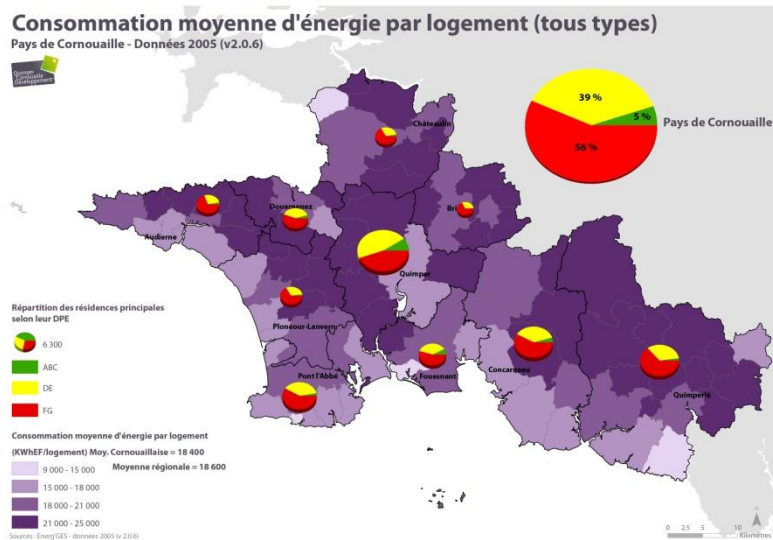 Consommation moyenne d'énergie par logement (tous types)
Pays de Cornouaille - Données 2005 (v2.0.6)
Quimper
Cornouaille
Développement
39 %
5 %
56 %
Pays de Cornouaille
Châteaulin
Douarnenez
Bri
Audierne
Quimper
Plonéour-Lanvern
Concarneau
Fouesnant
Pont l'Abbé
Quimperlé
Répartition des résidences principales
selon leur DPE
6 300
ABC
DE
FG
Consommation moyenne d'énergie par logement
(KWhEF/logement) Moy. Cornouaillaise = 18 400
Moyenne régionale = 18 600
9 000 - 15 000
15 000 - 18 000
18 000 - 21 000
21 000 - 25 000
Sources : Energ'GES - données 2005 (v 2.0.6)
N
0 2,5 5 10
Kilomètres